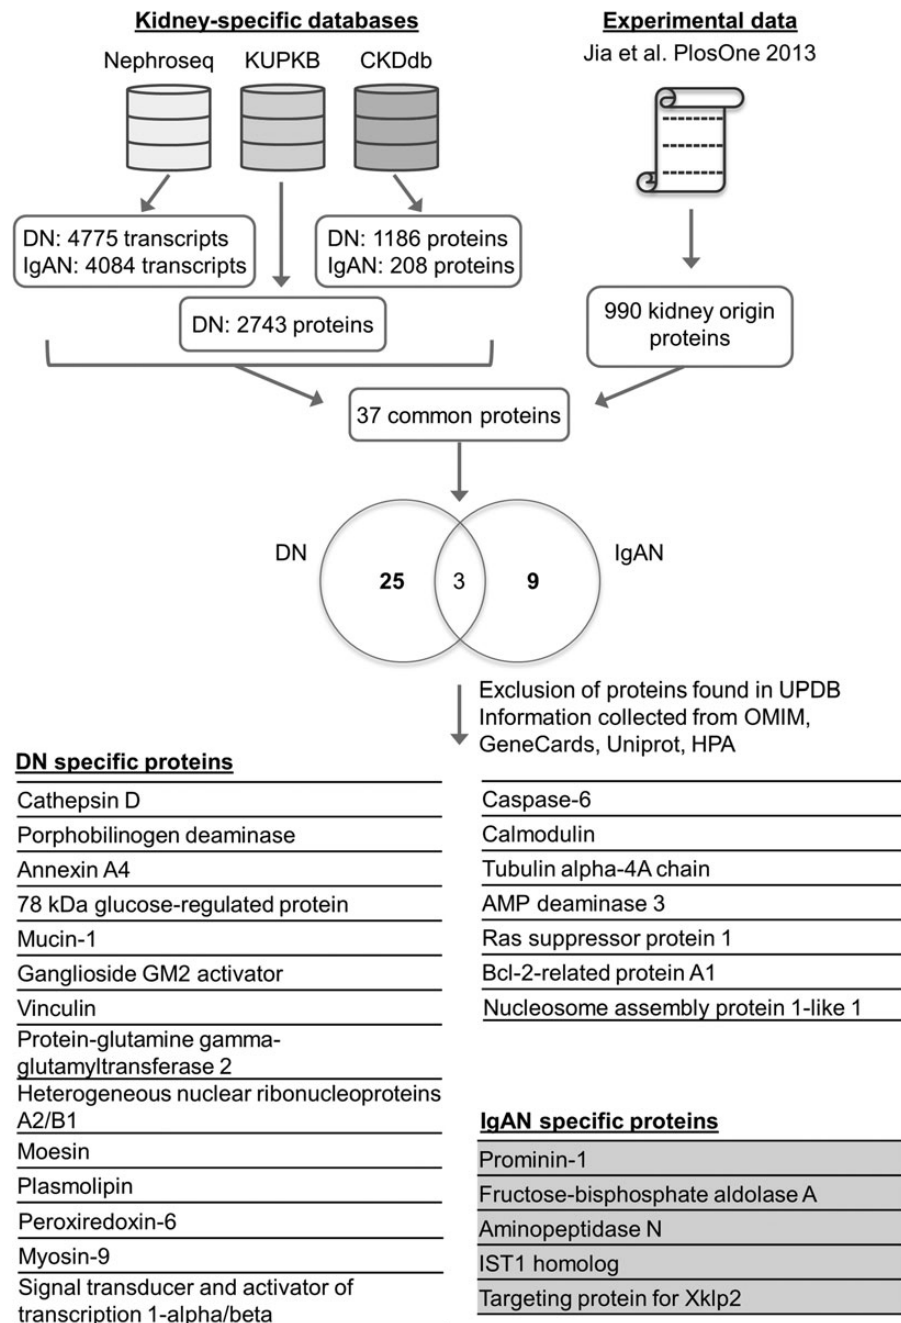 Kidney-specific databases
Nephroseq KUPKB CKDdb
DN: 4775 transcripts
IgAN: 4084 transcripts
DN: 1186 proteins
IgAN: 208 proteins
DN: 2743 proteins
Experimental data
Jia et al. PlosOne 2013
990 kidney origin
proteins
37 common proteins
DN
25
3
9
IgAN
Exclusion of proteins found in UPDB
Information collected from OMIM,
GeneCards, Uniprot, HPA
DN specific proteins
Cathepsin D
Porphobilinogen deaminase
Annexin A4
78 kDa glucose-regulated protein
Mucin-1
Ganglioside GM2 activator
Vinculin
Protein-glutamine gamma-
glutamyltransferase 2
Heterogeneous nuclear ribonucleoproteins
A2/B1
Moesin
Plasmolipin
Peroxiredoxin-6
Myosin-9
Signal transducer and activator of
transcription 1-alpha/beta
Caspase-6
Calmodulin
Tubulin alpha-4A chain
AMP deaminase 3
Ras suppressor protein 1
Bcl-2-related protein A1
Nucleosome assembly protein 1-like 1
IgAN specific proteins
Prominin-1
Fructose-bisphosphate aldolase A
Aminopeptidase N
IST1 homolog
Targeting protein for Xklp2